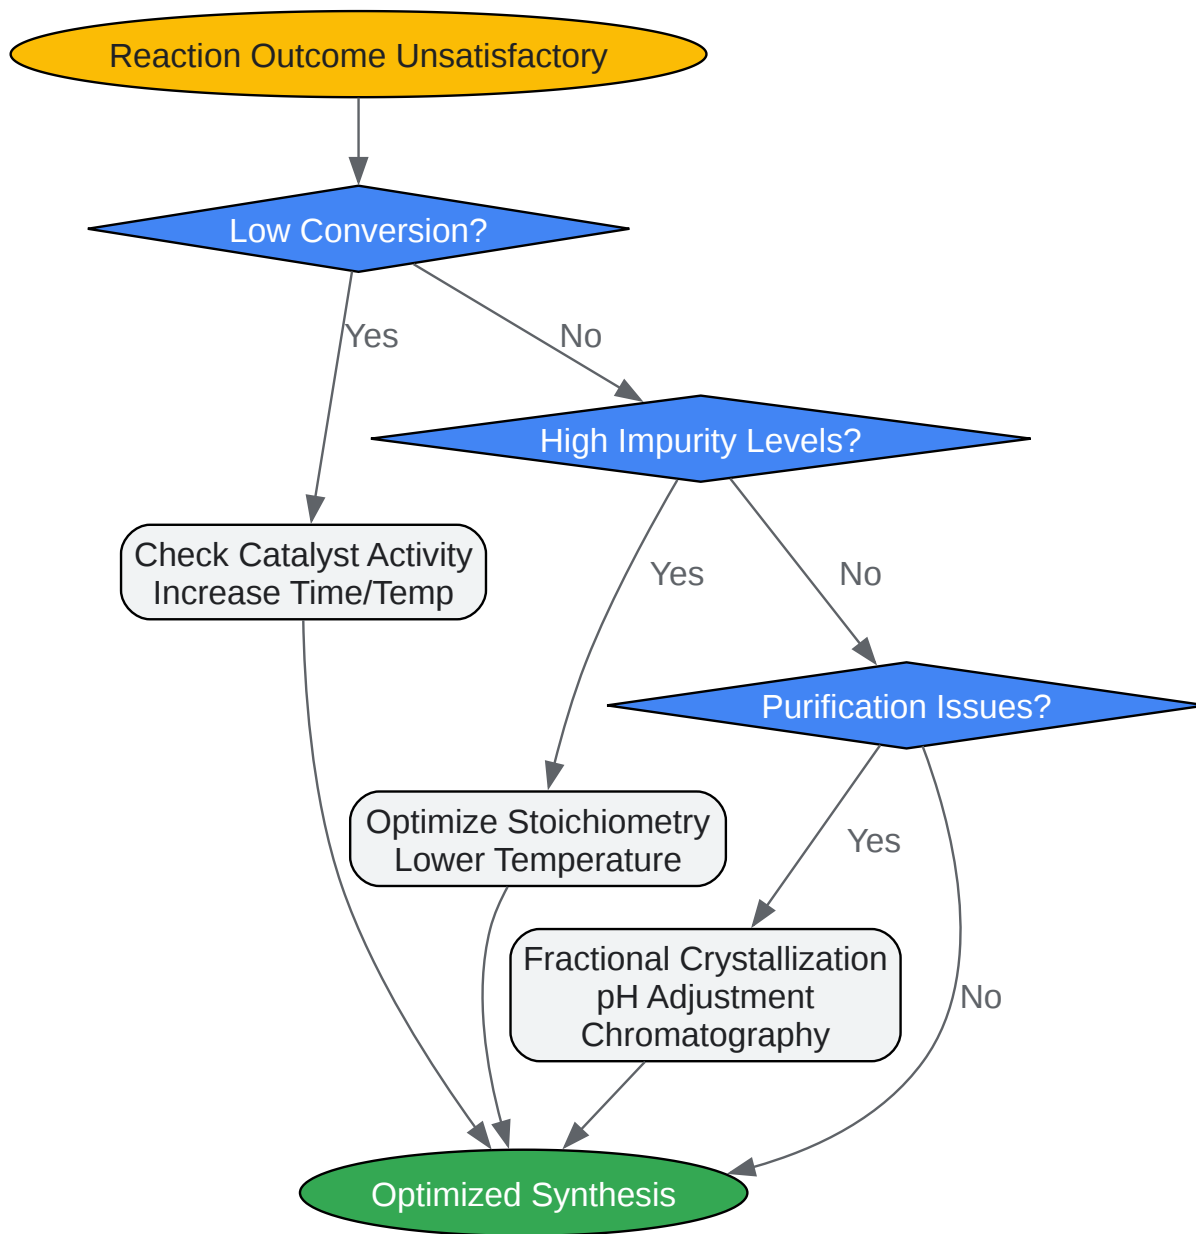 Reaction Outcome Unsatisfactory
Low Conversion?
Yes
No
High Impurity Levels?
Check Catalyst Activity
Increase Time/Temp
Yes
No
Purification Issues?
Optimize Stoichiometry
Lower Temperature
Yes
Fractional Crystallization
pH Adjustment
Chromatography
No
Optimized Synthesis